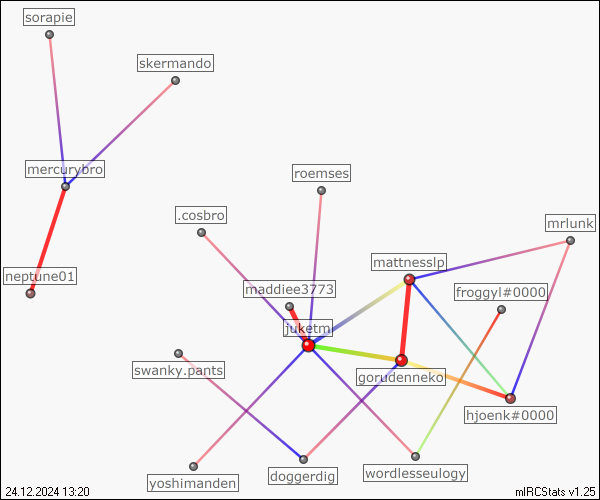 sorapie
skermando
mercurybro
roemses
.cosbro
mrlunk
mattnesslp
neptune01
maddiee3773
froggyl#0000
juketm
swanky.pants
gorudenneko
hjoenk#0000
wordlesseulogy
doggerdig
yoshimanden
24.12.2024 13:20
mIRCStats v1.25